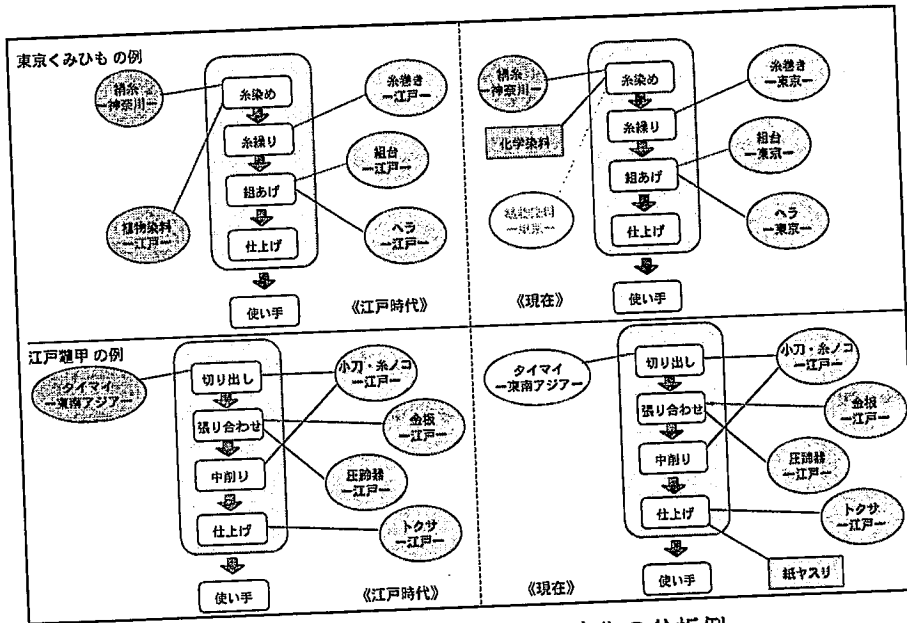 東京くみひも の例
絹糸
ー神奈川ー
糸染め
糸繰り
組あげ
仕上げ
使い手
植物染料
ー江戸ー
糸巻き
ー江戸ー
組台
ー江戸ー
ヘラ
ー江戸ー
《江戸時代》
絹糸
ー神奈川ー
化学染料
植物染料
ー東京ー
糸染め
糸繰り
組あげ
仕上げ
使い手
糸巻き
ー東京ー
組台
ー東京ー
ヘラ
ー東京ー
《現在》
江戸鼈甲 の例
タイマイ
ー東南アジアー
切り出し
張り合わせ
中削り
仕上げ
使い手
小刀・糸ノコ
ー江戸ー
金板
ー江戸ー
ー江戸ー
トクサ
ー江戸ー
《江戸時代》
タイマイ
ー東南アジアー
切り出し
張り合わせ
中削り
仕上げ
使い手
小刀・糸ノコ
ー江戸ー
金板
ー江戸ー
ー江戸ー
トクサ
ー江戸ー
紙ヤスリ
《現在》
の分析例